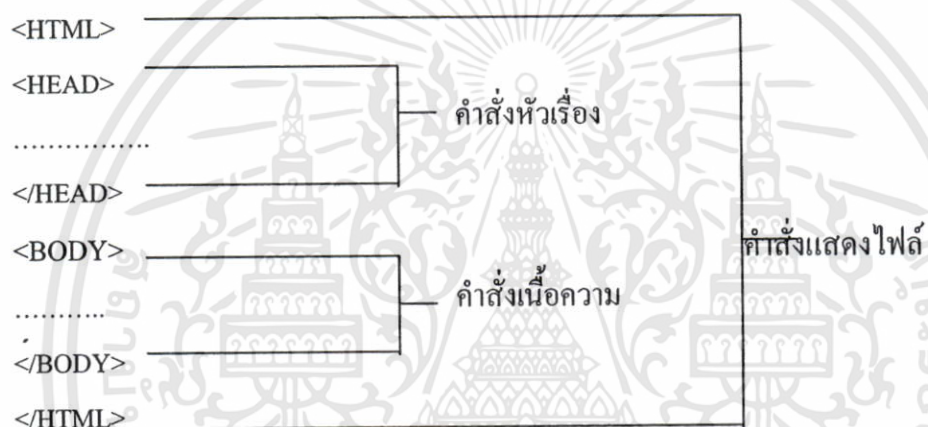 <HTML>
<HEAD>
คำสั่งหัวเรื่อง
.................
</HEAD>
<BODY>
คำสั่งแสดงไฟล์
คำสั่งเนื้อความ
...........
</BODY>
</HTML>